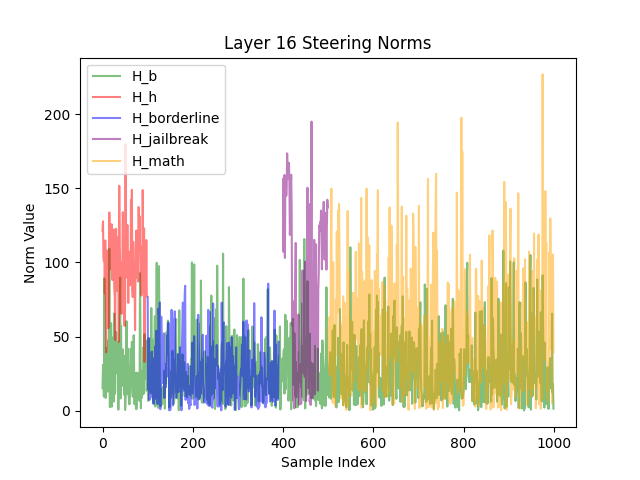 Layer 16 Steering Norms
H_b
H_h
H_borderline
H_jailbreak
H_math
Norm Value
200
150
100
50
0
0 200 400 600 800 1000
Sample Index